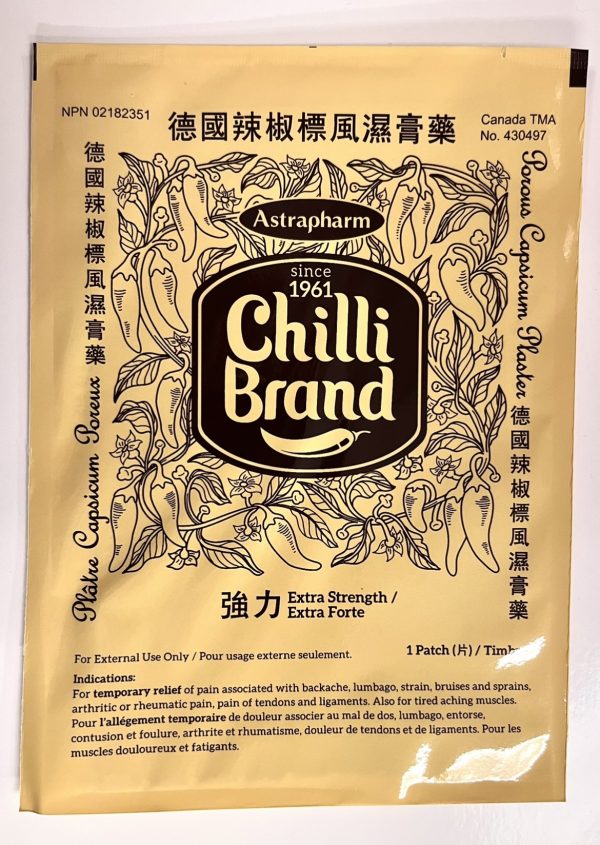 NPN 02182351
德國辣椒標風濕膏藥
Canada TMA
No. 430497
德國辣椒標風濕膏藥
Plâtre Capsicum Poreux
Porous Capsicum Plaster
德國辣椒標風濕膏藥
Astrapharm
since
1961
Chilli
Brand
強力 Extra Strength /
Extra Forte
For External Use Only / Pour usage externe seulement.
1 Patch (片) /
Indications:
For temporary relief of pain associated with backache, lumbago, strain, bruises and sprains,
arthritic or rheumatic pain, pain of tendons and ligaments. Also for tired aching muscles.
Pour l'allégement temporaire de douleur associer au mal de dos, lumbago, entorse,
contusion et foulure, arthrite et rhumatisme, douleur de tendons et de ligaments. Pour les
muscles douloureux et fatigants.